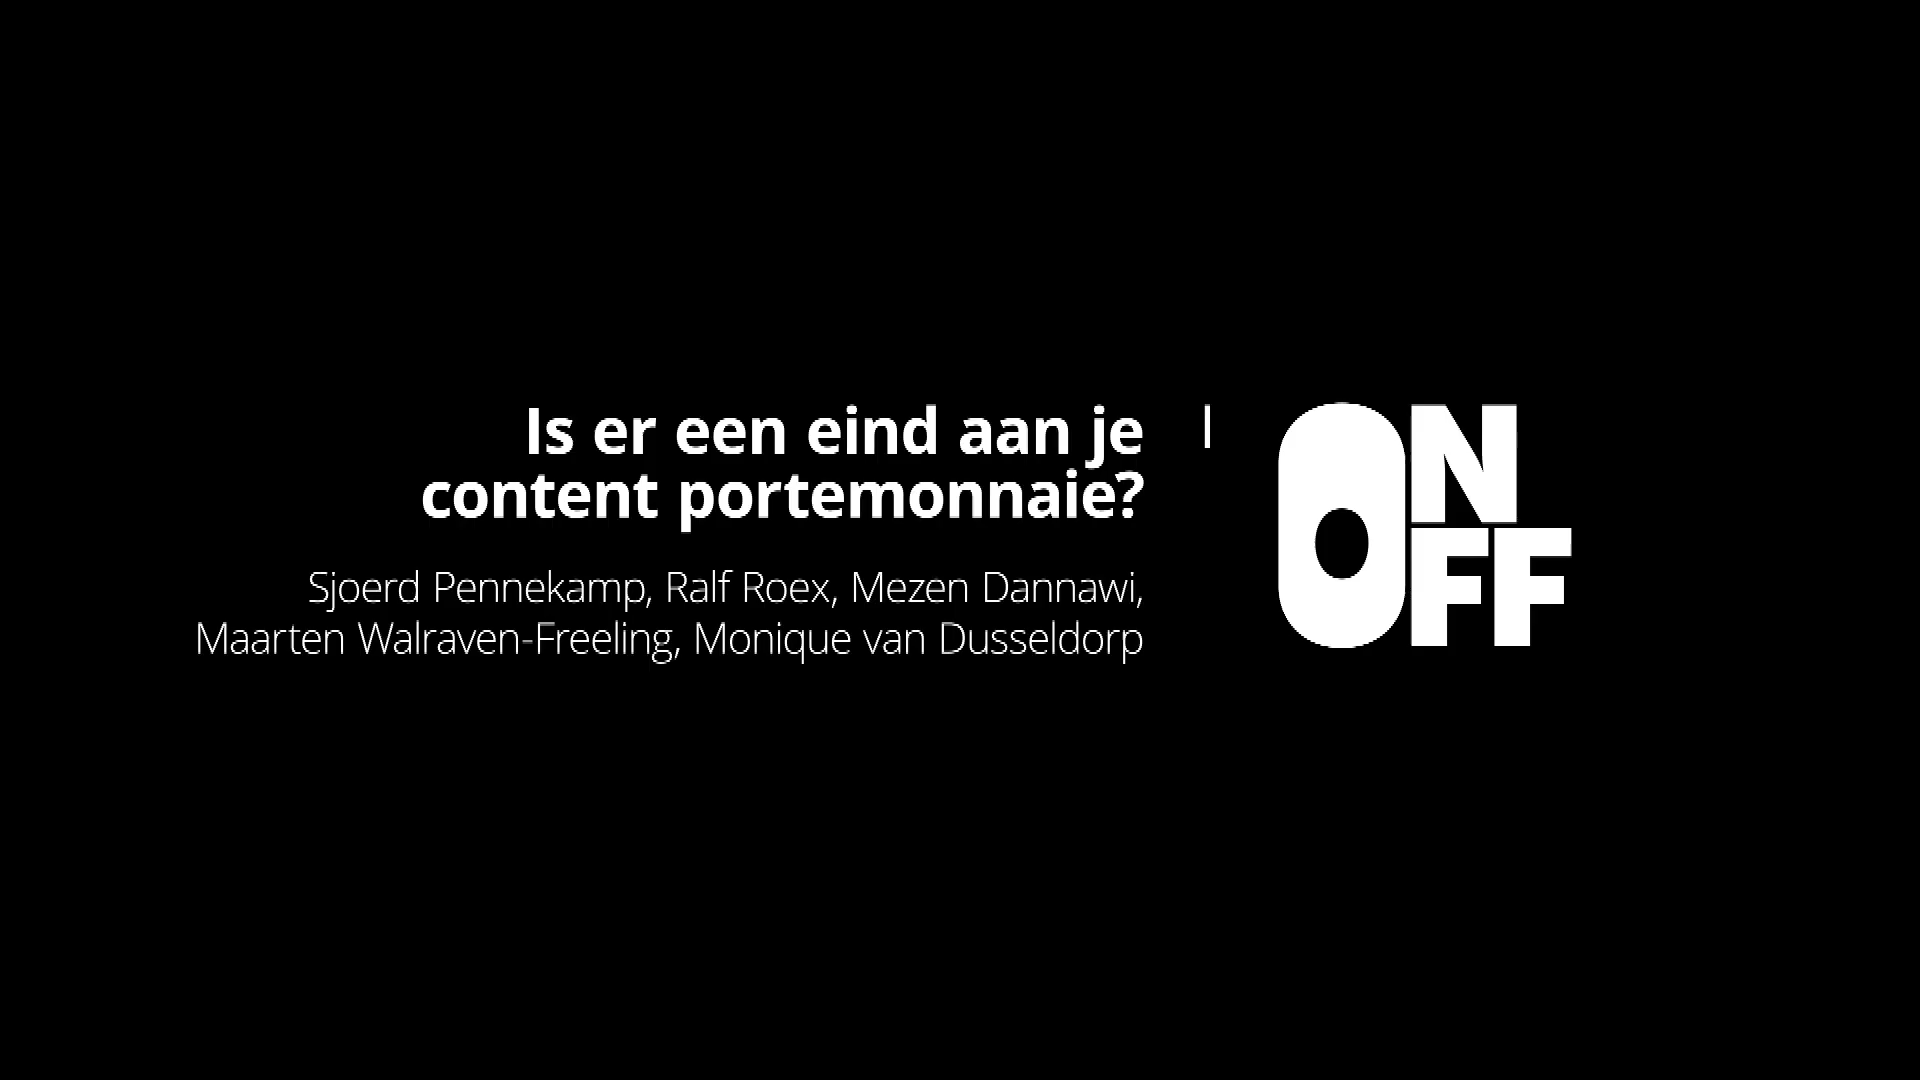 Is er een eind aan je
content portemonnaie?
Sjoerd Pennekamp, Ralf Roex, Mezen Dannawi,
Maarten Walraven-Freeling, Monique van Dusseldorp
ON
OFF